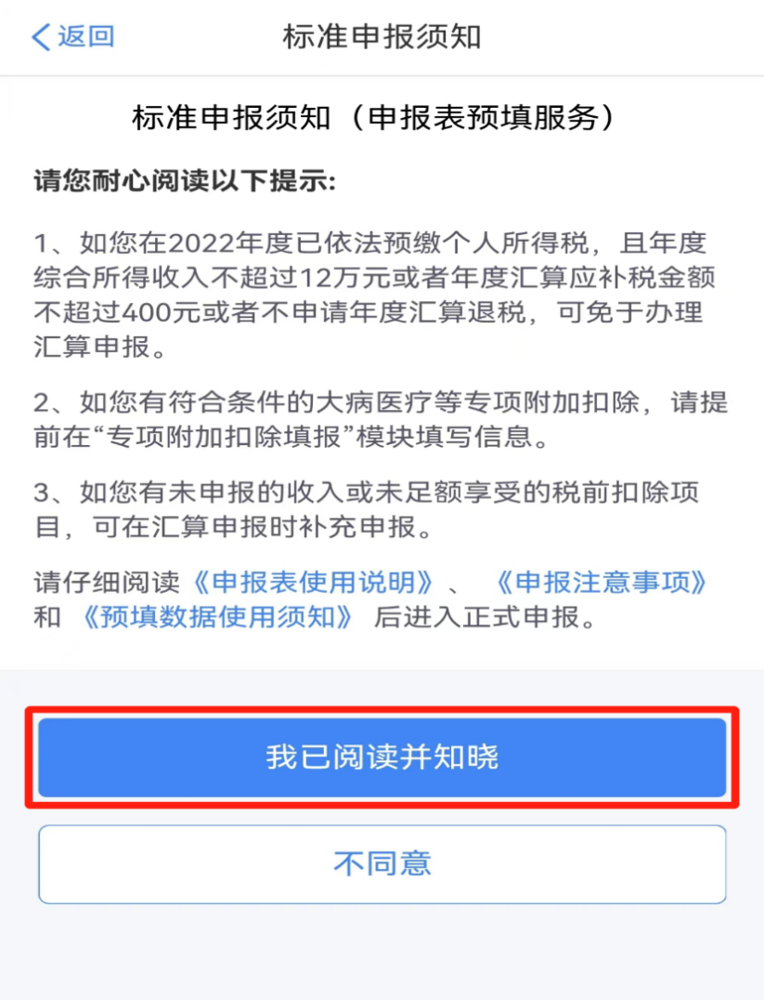 返回
标准申报须知
标准申报须知（申报表预填服务）
请您耐心阅读以下提示:
1、如您在2022年度已依法预缴个人所得税，且年度
综合所得收入不超过12万元或者年度汇算应补税金额
不超过400元或者不申请年度汇算退税，可免于办理
汇算申报。
2、如您有符合条件的大病医疗等专项附加扣除，请提
前在“专项附加扣除填报”模块填写信息。
3、如您有未申报的收入或未足额享受的税前扣除项
目，可在汇算申报时补充申报。
请仔细阅读《申报表使用说明》、《申报注意事项》
和《预填数据使用须知》后进入正式申报。
我已阅读并知晓
不同意